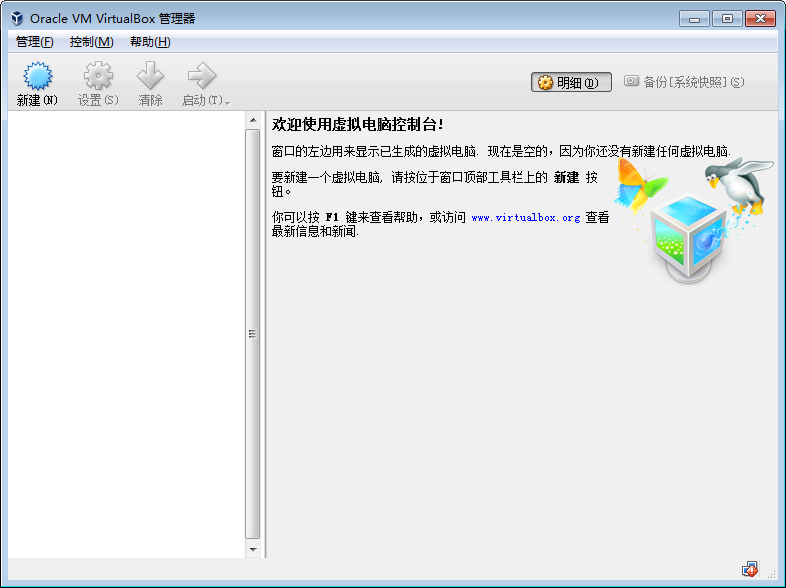 Oracle VM VirtualBox 管理器
管理(F) 控制(M) 帮助(H)
新建(N) 设置(S) 清除 启动(T) 明细(D) 备份[系统快照](S)
欢迎使用虚拟电脑控制台!
窗口的左边用来显示已生成的虚拟电脑. 现在是空的, 因为你还没有新建任何虚拟电脑.
要新建一个虚拟电脑, 请按位于窗口顶部工具栏上的 新建 按
钮。
你可以按 F1 键来查看帮助, 或访问 www.virtualbox.org 查看
最新信息和新闻.